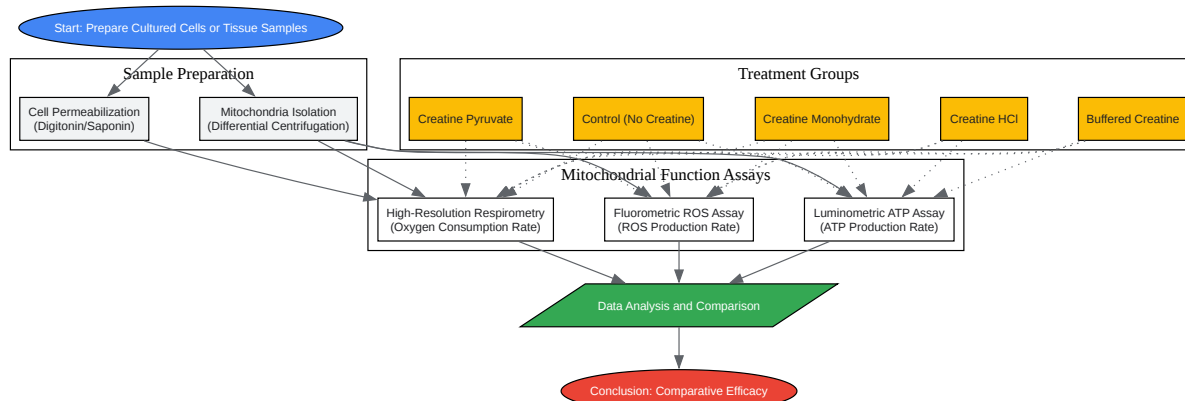 Start: Prepare Cultured Cells or Tissue Samples
Sample Preparation
Cell Permeabilization
(Digitonin/Saponin)
Mitochondria Isolation
(Differential Centrifugation)
Treatment Groups
Creatine Pyruvate
Control (No Creatine)
Creatine Monohydrate
Creatine HCl
Buffered Creatine
Mitochondrial Function Assays
High-Resolution Respirometry
(Oxygen Consumption Rate)
Fluorometric ROS Assay
(ROS Production Rate)
Luminometric ATP Assay
(ATP Production Rate)
Data Analysis and Comparison
Conclusion: Comparative Efficacy